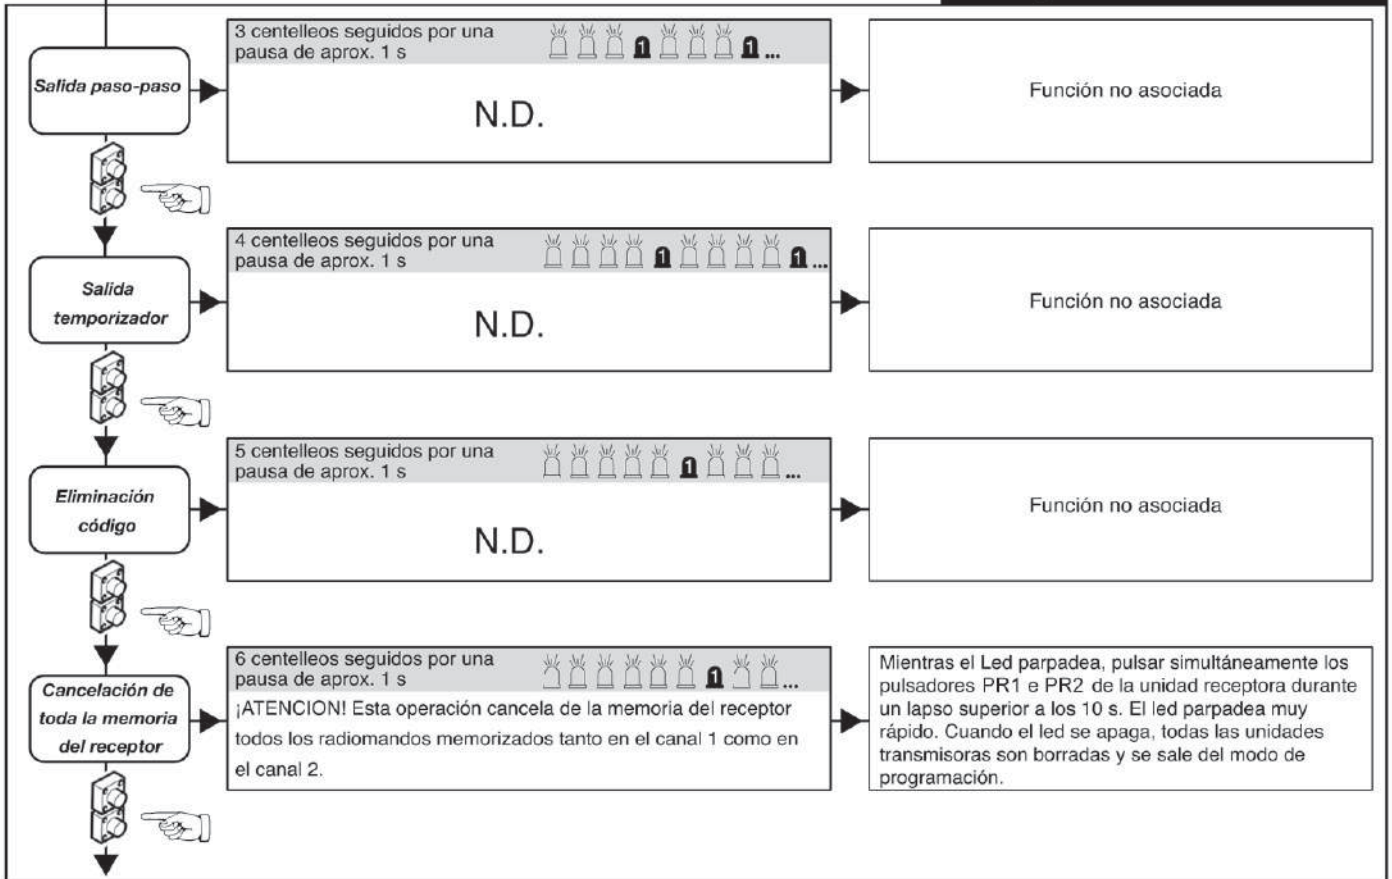 Salida paso-paso
3 centelleos seguidos por una
pausa de aprox. 1 s
1 1 ...
N.D.
Función no asociada
Salida
temporizador
4 centelleos seguidos por una
pausa de aprox. 1 s
1 1 ...
N.D.
Función no asociada
Eliminación
código
5 centelleos seguidos por una
pausa de aprox. 1 s
1 ...
N.D.
Función no asociada
Cancelación de
toda la memoria
del receptor
6 centelleos seguidos por una
pausa de aprox. 1 s
1 ...
¡ATENCION! Esta operación cancela de la memoria del receptor
todos los radiomandos memorizados tanto en el canal 1 como en
el canal 2.
Mientras el Led parpadea, pulsar simultáneamente los
pulsadores PR1 e PR2 de la unidad receptora durante
un lapso superior a los 10 s. El led parpadea muy
rápido. Cuando el led se apaga, todas las unidades
transmisoras son borradas y se sale del modo de
programación.